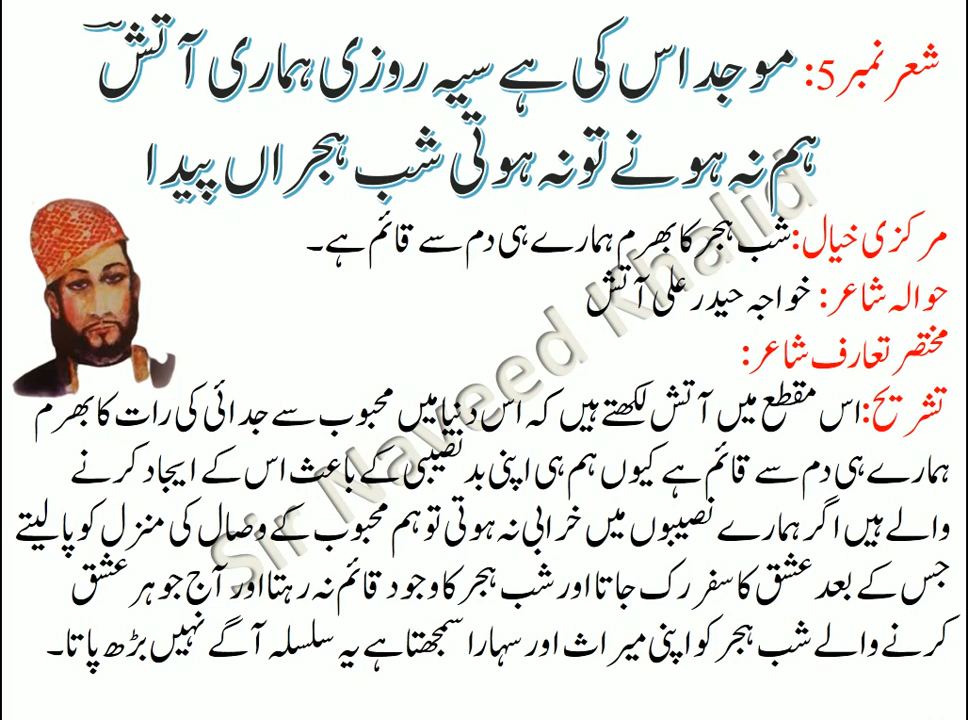 شعر نمبر5: موجد اس کی ہے سیہ روزی ہماری آتشؔ
ہم نہ ہونے تو نہ ہوتی شب ہجراں پیدا
مرکزی خیال:شب ہجر کا بھرم ہمارے ہی دم سے قائم ہے۔
حوالہ شاعر: خواجہ حیدر علی آتش
مختصر تعارف شاعر:
تشریح:اس مقطع میں آتش لکھتے ہیں کہ اس دنیا میں محبوب سے جدائی کی رات کا بھرم
ہمارے ہی دم سے قائم ہے کیوں ہم ہی اپنی بدنصیبی کے باعث اس کے ایجاد کرنے
والے ہیں اگر ہمارے نصیبوں میں خرابی نہ ہوتی تو ہم محبوب کے وصال کی منزل کو پالیتے
جس کے بعد عشق کا سفر رک جاتا اور شب ہجر کا وجود قائم نہ رہتا اور آج جو ہر عشق
کرنے والے شب ہجر کو اپنی میراث اور سہارا سمجھتا ہے یہ سلسلہ آگے نہیں بڑھ پاتا۔
Sir Naveed Khalid